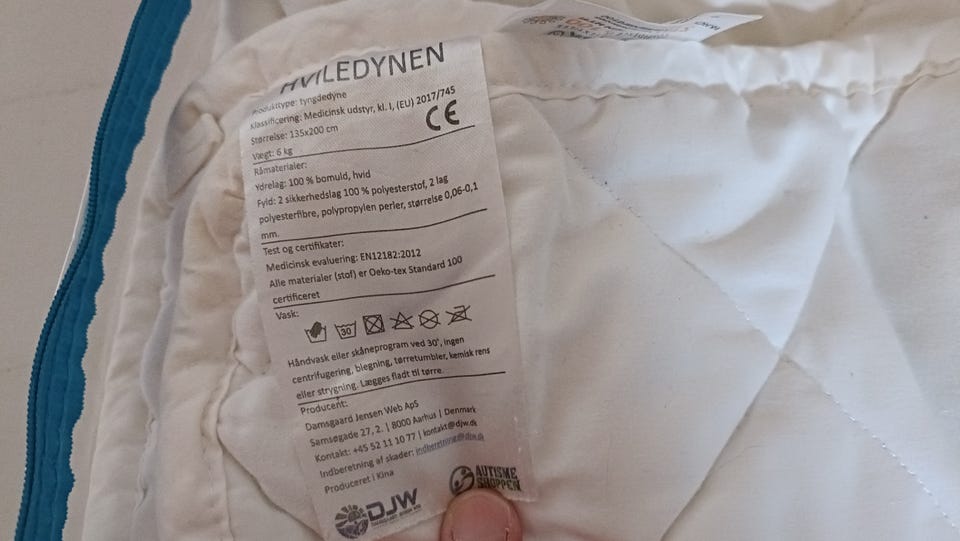 HVILEDYNEN
Produkttype: tyngdedyne
Klassificering: Medicinsk udstyr, kl. I, (EU) 2017/745
Størrelse: 135x200 cm
CE
Vægt: 6 kg
Råmaterialer:
Ydrelag: 100 % bomuld, hvid
Fyld: 2 sikkerhedslag 100 % polyesterstof, 2 lag
polyesterfibre, polypropylen perler, størrelse 0,06-0,1
mm.
Test og certifikater:
Medicinsk evaluering: EN12182:2012
Alle materialer (stof) er Oeko-tex Standard 100
certificeret
Vask:
30
Håndvask eller skåneprogram ved 30°, ingen
centrifugering, blegning, tørretumbler, kemisk rens
eller strygning. Lægges fladt til tørre.
Producent:
Damsgaard Jensen Web ApS
Samsøgade 27, 2. | 8000 Aarhus | Denmark
Kontakt: +45 52 11 10 77 | kontakt@djw.dk
Indberetning af skader: indberetning@djw.dk
Produceret i Kina
DJW
AUTISME
SHOPPEN